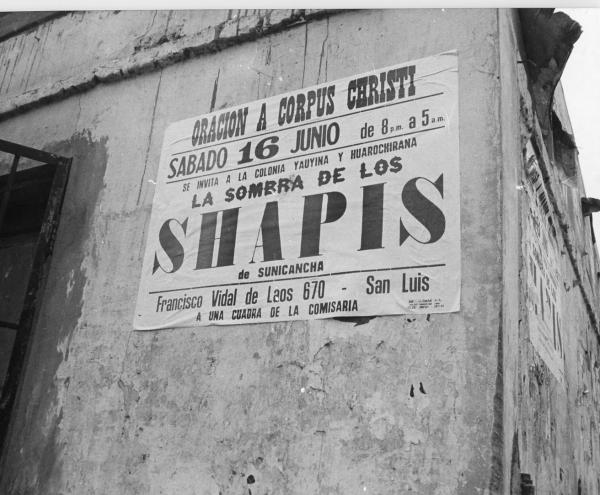 ORACION A CORPUS CHRISTI
SABADO 16 JUNIO de 8 p.m. a 5 a.m.
SE INVITA A LA COLONIA YAUYINA Y HUAROCHIRANA
LA SOMBRA DE LOS
SHAPIS
de SUNICANCHA
Francisco Vidal de Laos 670 - San Luis
A UNA CUADRA DE LA COMISARIA